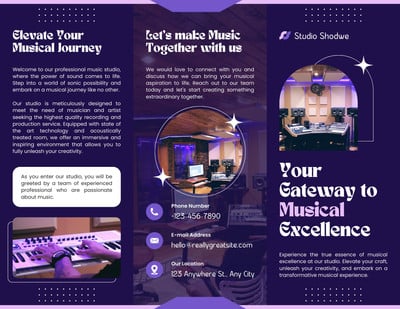 Elevate Your
Musical Journey
Welcome to our professional music studio,
where the power of sound comes to life.
Step into a world of sonic possibility and
embark on a musical journey like no other.
Our studio is meticulously designed to
meet the need of musician and artist
seeking the highest quality recording and
production service. Equipped with state of
the art technology and acoustically
treated room, we offer an immersive and
inspiring environment that allows you to
fully unleash your creativity.
As you enter our studio, you will be
greeted by a team of experienced
professional who are passionate
about music.
Let's make Music
Together with us
We would love to connect with you and
discuss how we can bring your musical
aspiration to life. Reach out to our team
today and let's start creating something
extraordinary together.
Phone Number
-123-456-7890
E-mail Address
hello@reallygreatsite.com
Our Location
123 Anywhere St., Any City
Studio Shodwe
Your
Gateway to
Musical
Excellence
Experience the true essence of musical
excellence at our studio. Elevate your craft,
unleash your creativity, and embark on a
transformative musical experience.